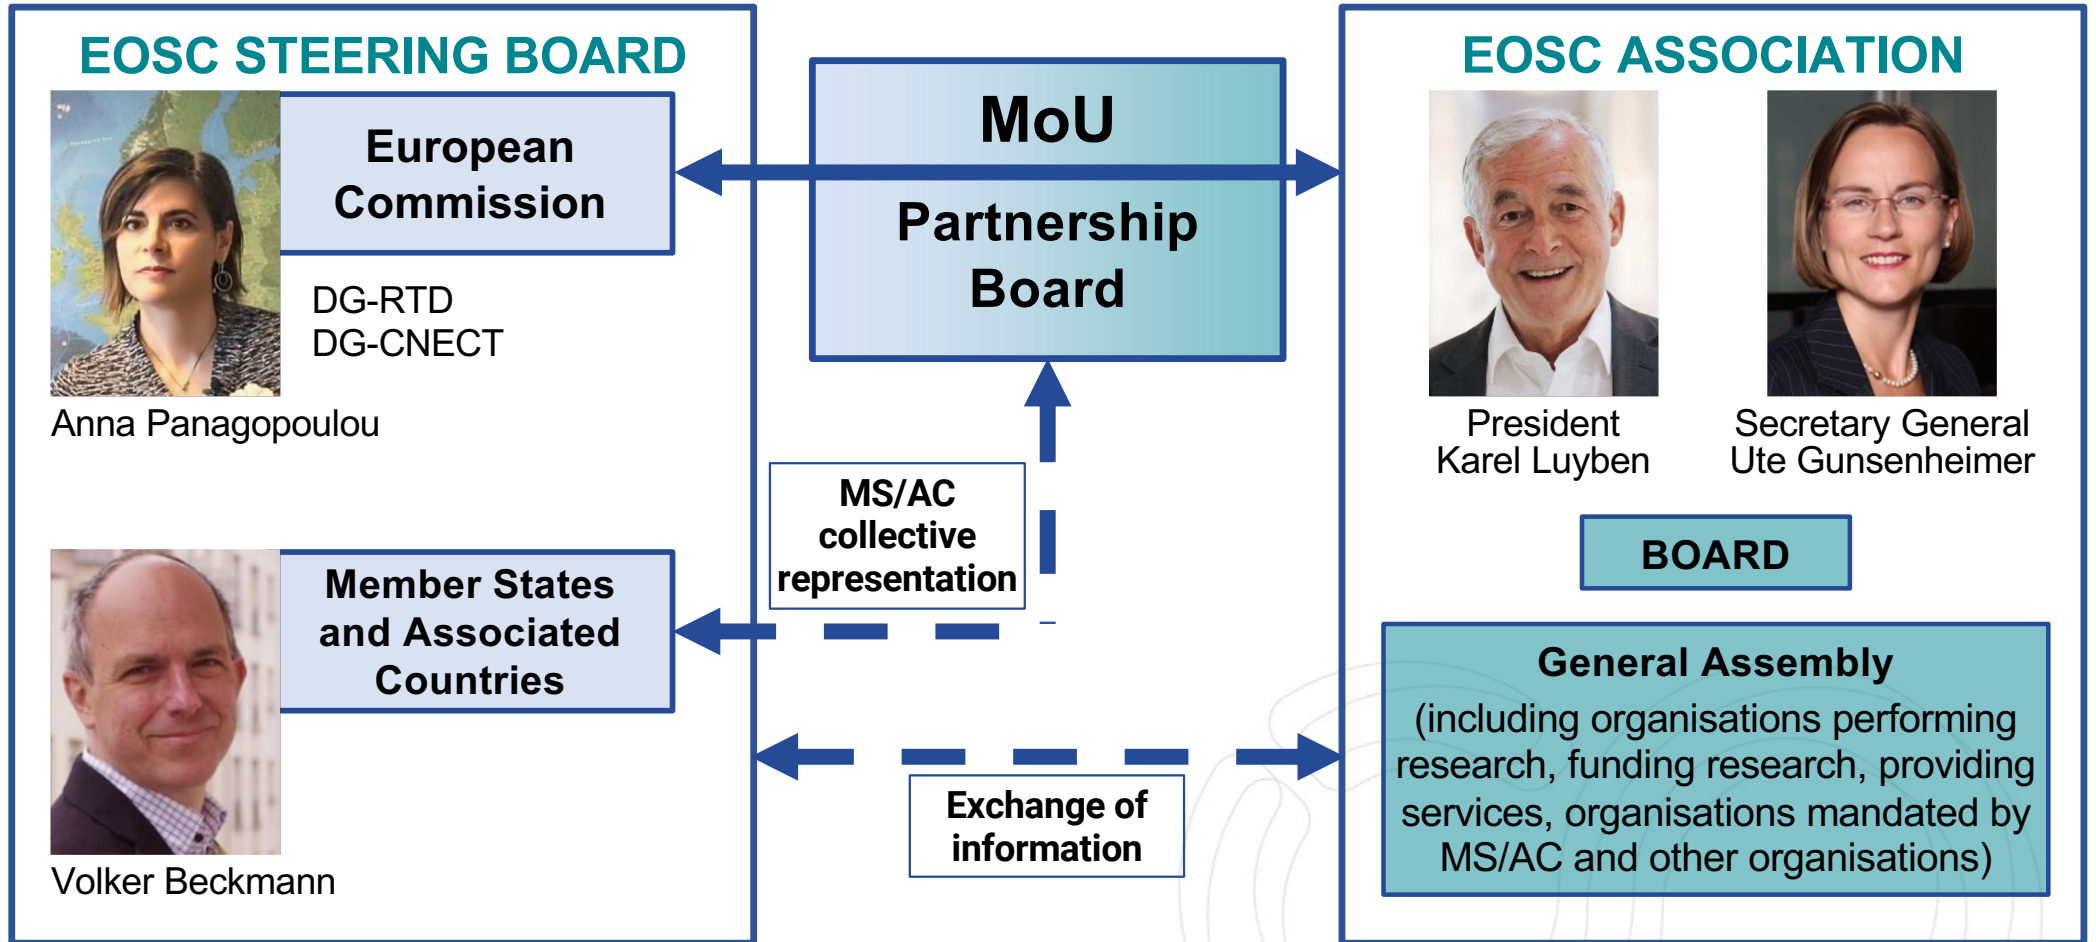 EOSC STEERING BOARD
European
Commission
DG-RTD
DG-CNECT
Anna Panagopoulou
Member States
and Associated
Countries
Volker Beckmann
MoU
Partnership
Board
MS/AC
collective
representation
Exchange of
information
EOSC ASSOCIATION
President
Karel Luyben
Secretary General
Ute Gunsenheimer
BOARD
General Assembly
(including organisations performing
research, funding research, providing
services, organisations mandated by
MS/AC and other organisations)